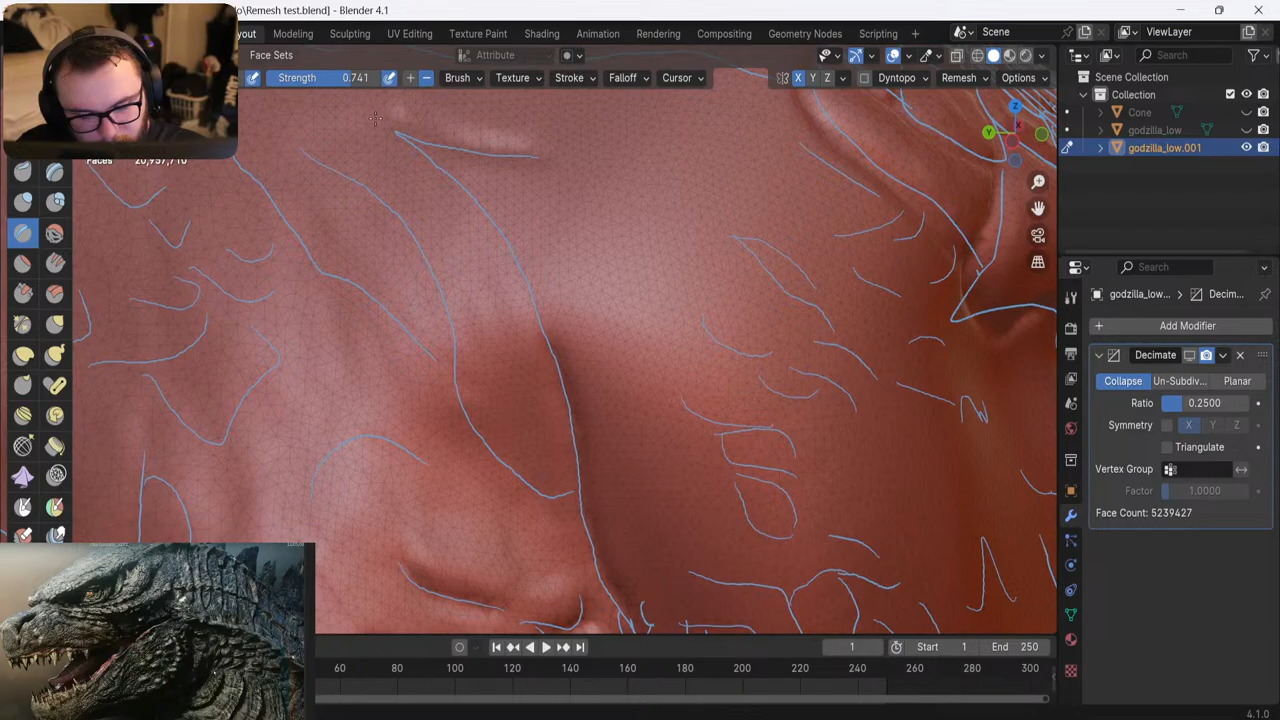 \Remesh test.blend] - Blender 4.1
Modeling Sculpting UV Editing Texture Paint Shading Animation Rendering Compositing Geometry Nodes Scripting Scene ViewLayer
Face Sets Attribute Search
Strength 0.741 Brush Texture Stroke Falloff Cursor X Y Z Dyntopo Remesh Options
Scene Collection
Collection
Cone
godzilla_low
godzilla_low.001
Z
Y
X
Search
godzilla_low... > Decim...
Add Modifier
Decimate
Collapse Un-Subdiv... Planar
Ratio 0.2500
Symmetry X Y Z
Triangulate
Vertex Group
Factor 1.0000
Face Count: 5239427
1 Start 1 End 250
60 80 100 120 140 160 180 200 220 240 260 280 300
4.1.0